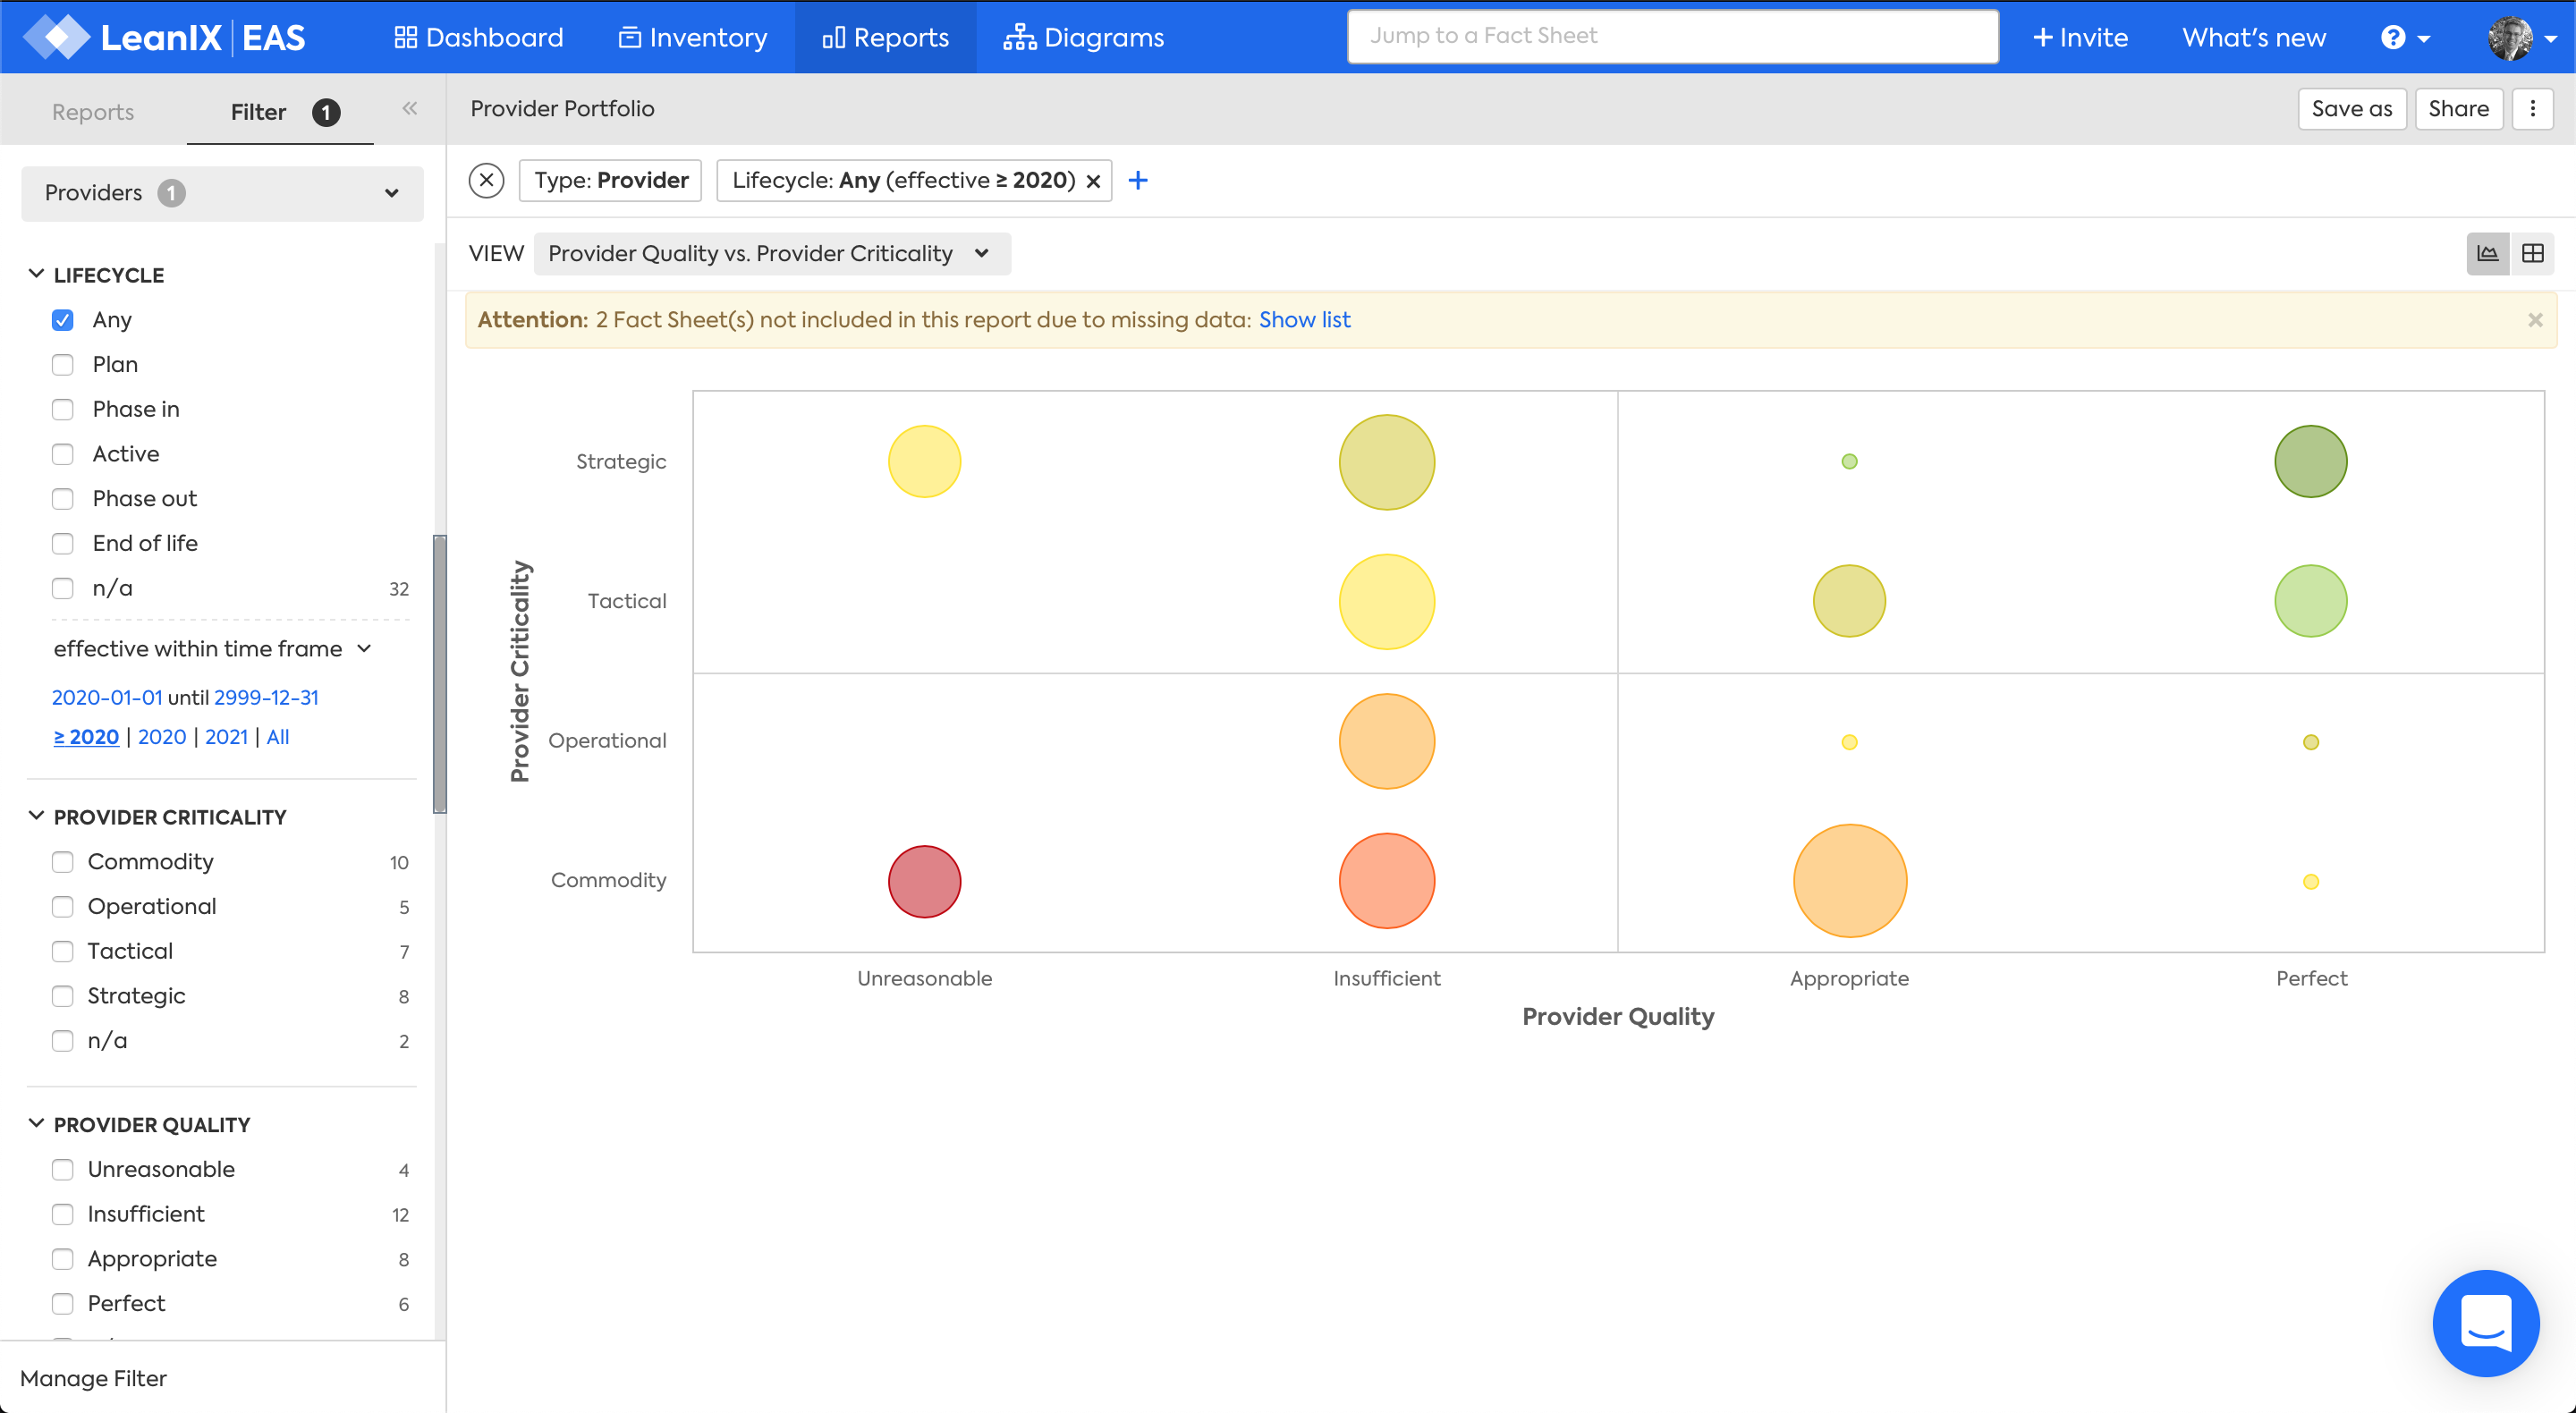 LeanIX EAS
Dashboard
Inventory
Reports
Diagrams
Jump to a Fact Sheet
+ Invite
What's new
?
Reports
Filter 1
«
Provider Portfolio
Save as
Share
Providers 1
Type: Provider
Lifecycle: Any (effective ≥ 2020) ×
+
VIEW
Provider Quality vs. Provider Criticality
Attention: 2 Fact Sheet(s) not included in this report due to missing data: Show list
×
LIFECYCLE
Any
Plan
Phase in
Active
Phase out
End of life
n/a 32
effective within time frame
2020-01-01 until 2999-12-31
≥ 2020 | 2020 | 2021 | All
PROVIDER CRITICALITY
Commodity 10
Operational 5
Tactical 7
Strategic 8
n/a 2
PROVIDER QUALITY
Unreasonable 4
Insufficient 12
Appropriate 8
Perfect 6
Manage Filter
Provider Criticality
Strategic
Tactical
Operational
Commodity
Unreasonable
Insufficient
Appropriate
Perfect
Provider Quality